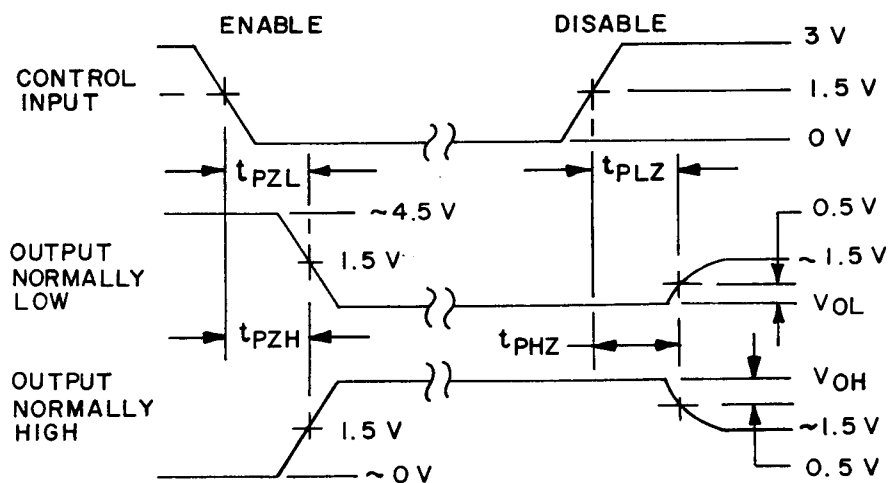 ENABLE
DISABLE
3 V
CONTROL
INPUT
1.5 V
0 V
tPZL
tPLZ
~4.5 V
0.5 V
OUTPUT
NORMALLY
LOW
1.5 V
~1.5 V
VOL
tPZH
tPHZ
OUTPUT
NORMALLY
HIGH
VOH
1.5 V
~1.5 V
~0 V
0.5 V